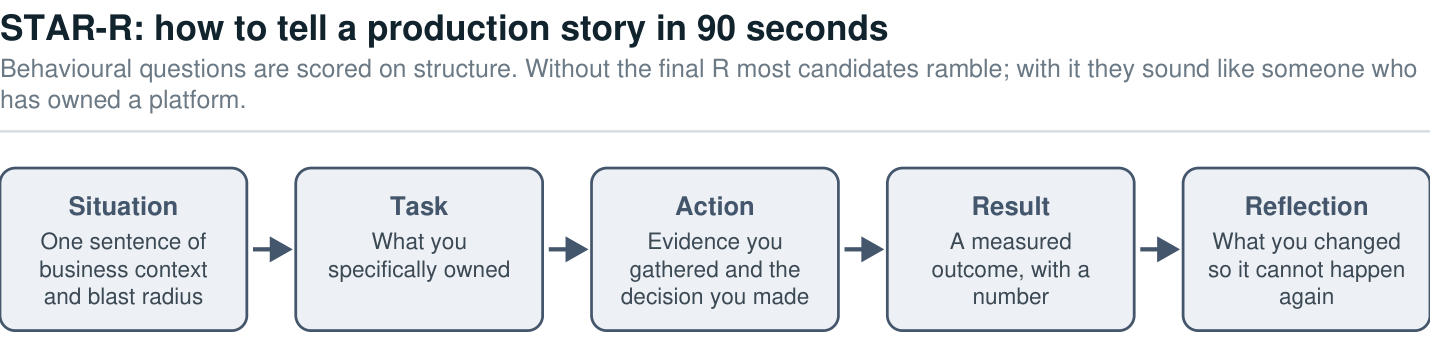 STAR-R: how to tell a production story in 90 seconds
Behavioural questions are scored on structure. Without the final R most candidates ramble; with it they sound like someone who
has owned a platform.
Situation
One sentence of
business context
and blast radius
Task
What you
specifically owned
Action
Evidence you
gathered and the
decision you made
Result
A measured
outcome, with a
number
Reflection
What you changed
so it cannot happen
again